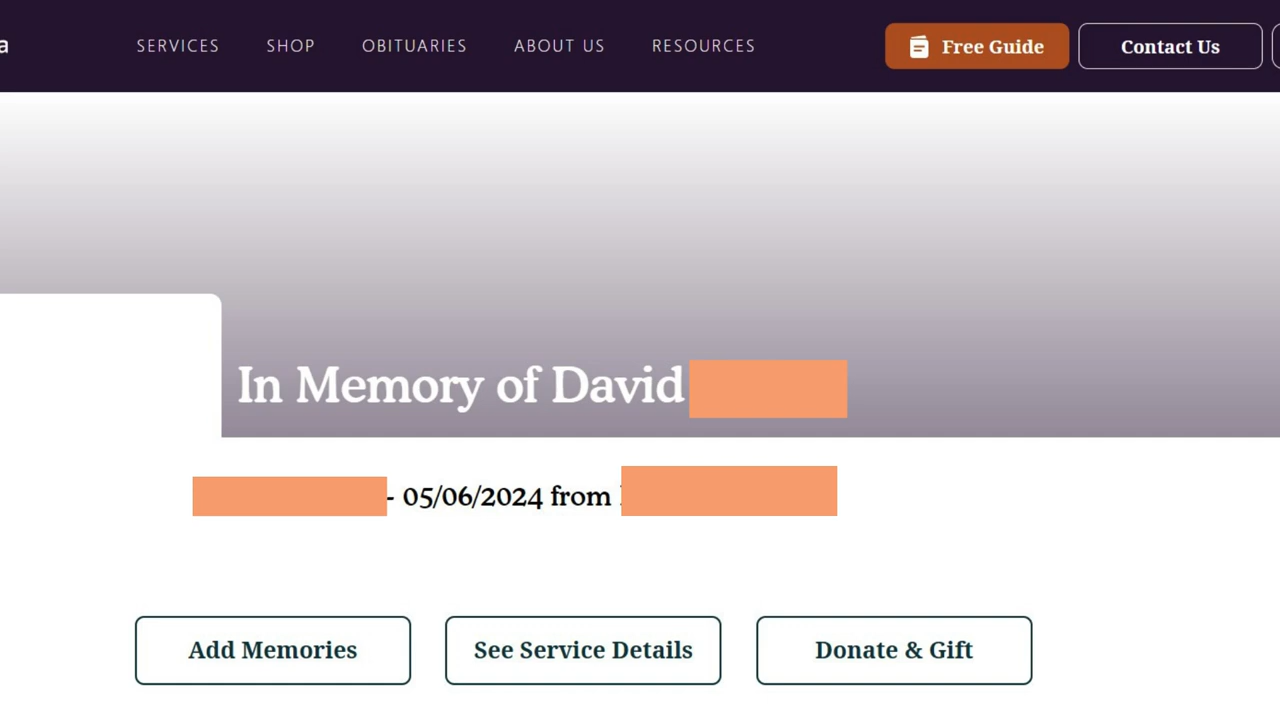 a SERVICES SHOP OBITUARIES ABOUT US RESOURCES Free Guide Contact Us
In Memory of David
- 05/06/2024 from
Add Memories See Service Details Donate & Gift